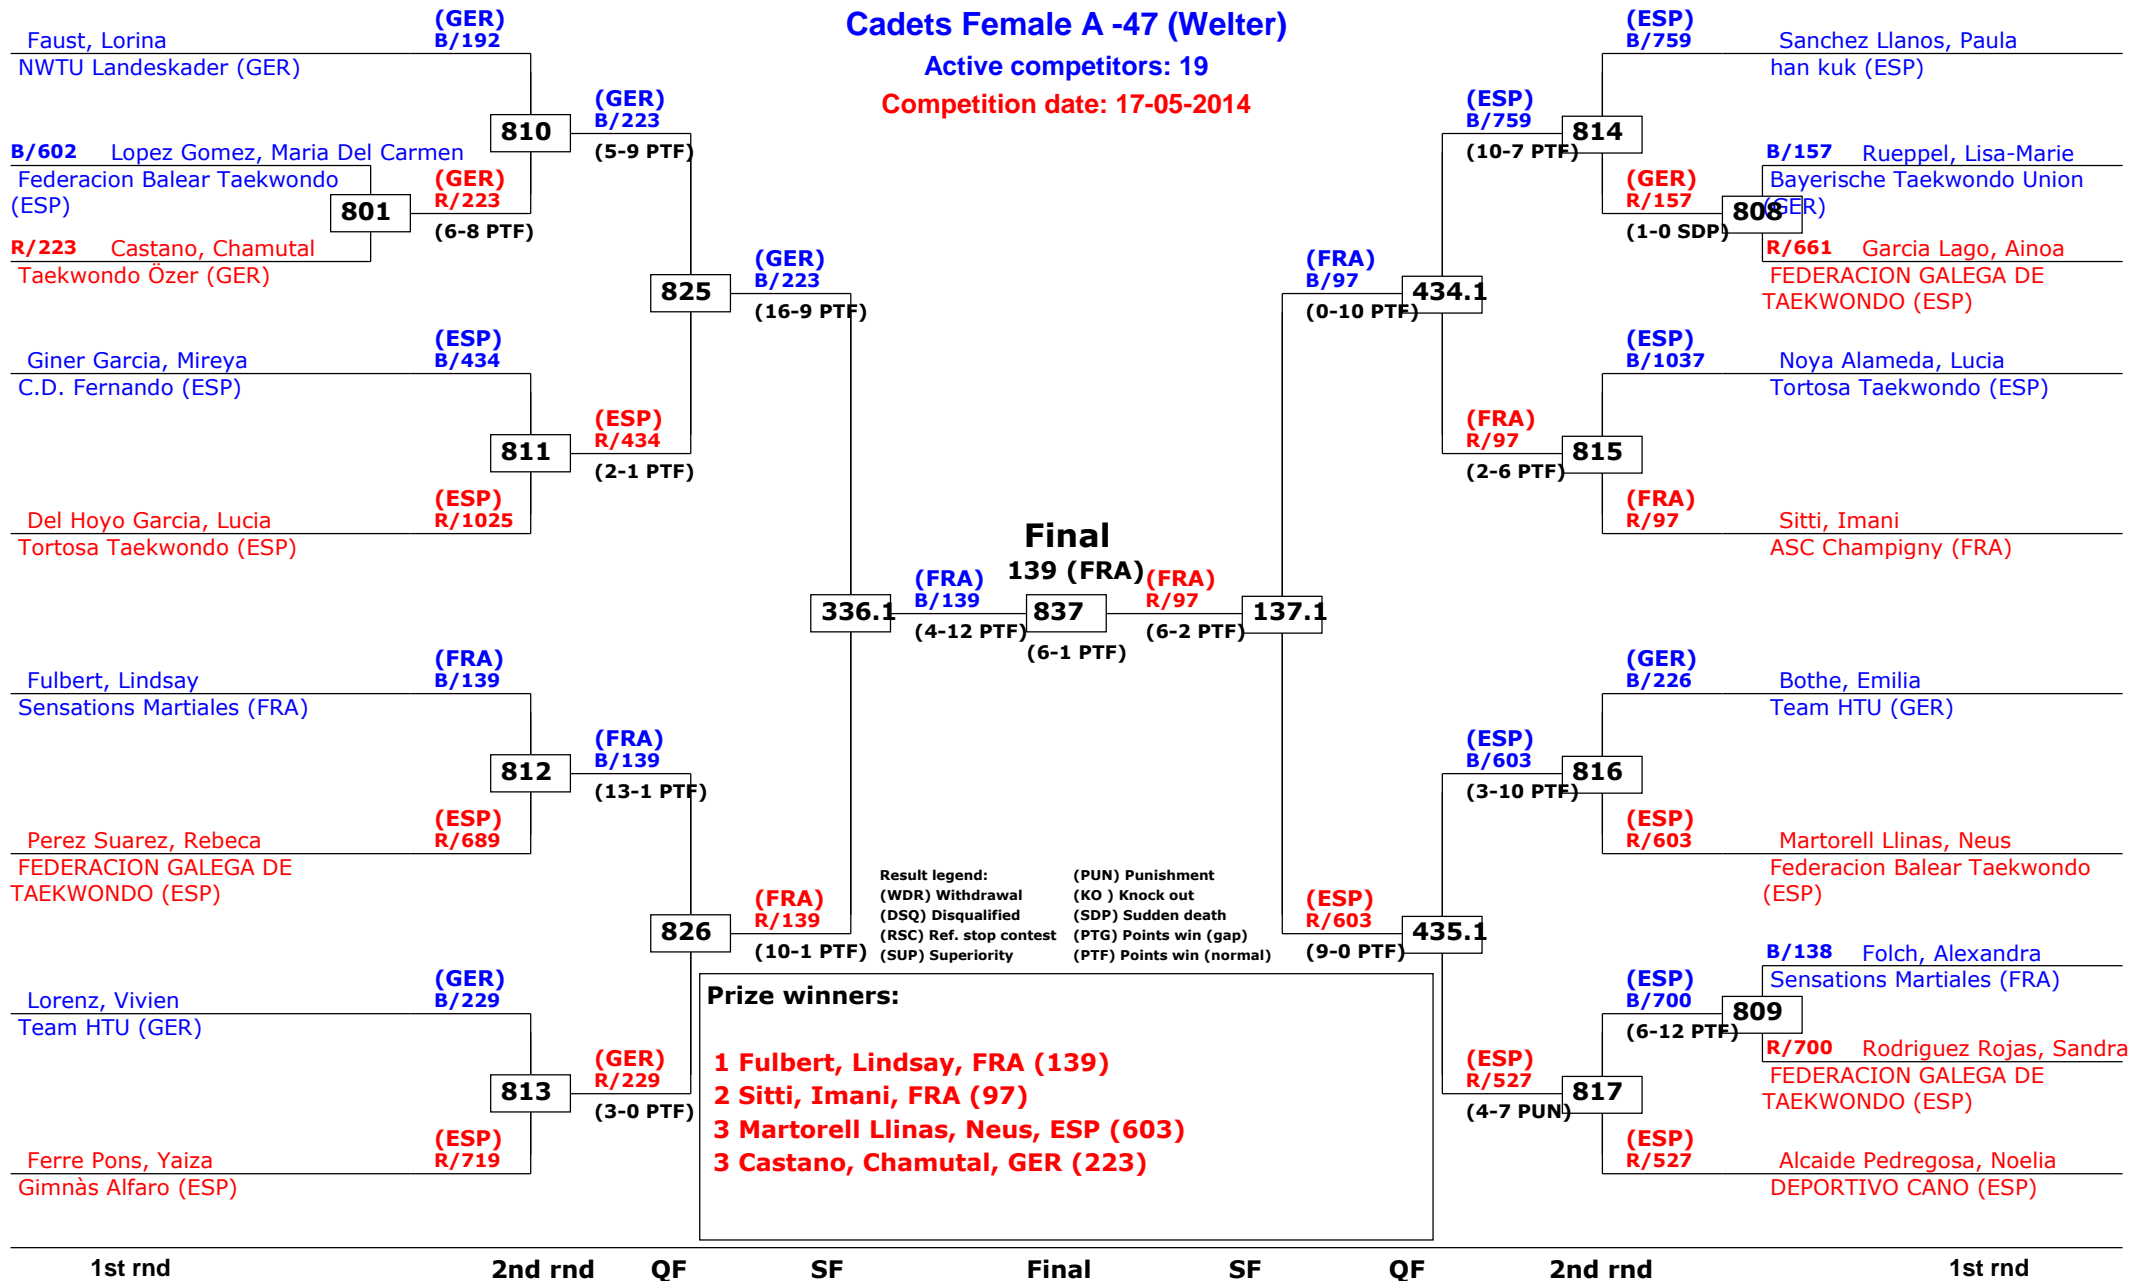 Cadets Female A -47 (Welter)
Active competitors: 19
Competition date: 17-05-2014
(GER)
Faust, Lorina B/192
NWTU Landeskader (GER)
810
(GER)
B/223
(5-9 PTF)
B/602 Lopez Gomez, Maria Del Carmen
Federacion Balear Taekwondo
(ESP)
801
(GER)
R/223
(6-8 PTF)
R/223 Castano, Chamutal
Taekwondo Özer (GER)
825
(GER)
B/223
(16-9 PTF)
(ESP)
Giner Garcia, Mireya B/434
C.D. Fernando (ESP)
811
(ESP)
R/434
(2-1 PTF)
(ESP)
Del Hoyo Garcia, Lucia R/1025
Tortosa Taekwondo (ESP)
336.1
(FRA)
B/139
(4-12 PTF)
(FRA)
Fulbert, Lindsay B/139
Sensations Martiales (FRA)
812
(FRA)
B/139
(13-1 PTF)
(ESP)
Perez Suarez, Rebeca R/689
FEDERACION GALEGA DE
TAEKWONDO (ESP)
826
(FRA)
R/139
(10-1 PTF)
(GER)
Lorenz, Vivien B/229
Team HTU (GER)
813
(GER)
R/229
(3-0 PTF)
(ESP)
Ferre Pons, Yaiza R/719
Gimnàs Alfaro (ESP)
Final
139 (FRA)
837
(6-1 PTF)
(FRA)
R/97
(6-2 PTF)
137.1
(ESP)
B/759 Sanchez Llanos, Paula
han kuk (ESP)
(ESP)
B/759
(10-7 PTF)
814
B/157 Rueppel, Lisa-Marie
Bayerische Taekwondo Union
(GER)
(GER)
R/157
(1-0 SDP)
808
R/661 Garcia Lago, Ainoa
FEDERACION GALEGA DE
TAEKWONDO (ESP)
(FRA)
B/97
(0-10 PTF)
434.1
(ESP)
B/1037 Noya Alameda, Lucia
Tortosa Taekwondo (ESP)
(FRA)
R/97
(2-6 PTF)
815
(FRA)
R/97 Sitti, Imani
ASC Champigny (FRA)
(GER)
B/226 Bothe, Emilia
Team HTU (GER)
(ESP)
B/603
(3-10 PTF)
816
(ESP)
R/603 Martorell Llinas, Neus
Federacion Balear Taekwondo
(ESP)
(ESP)
R/603
(9-0 PTF)
435.1
B/138 Folch, Alexandra
Sensations Martiales (FRA)
(ESP)
B/700
(6-12 PTF)
809
R/700 Rodriguez Rojas, Sandra
FEDERACION GALEGA DE
TAEKWONDO (ESP)
(ESP)
R/527
(4-7 PUN)
817
(ESP)
R/527 Alcaide Pedregosa, Noelia
DEPORTIVO CANO (ESP)
Result legend: (PUN) Punishment
(WDR) Withdrawal (KO ) Knock out
(DSQ) Disqualified (SDP) Sudden death
(RSC) Ref. stop contest (PTG) Points win (gap)
(SUP) Superiority (PTF) Points win (normal)
Prize winners:
1 Fulbert, Lindsay, FRA (139)
2 Sitti, Imani, FRA (97)
3 Martorell Llinas, Neus, ESP (603)
3 Castano, Chamutal, GER (223)
1st rnd 2nd rnd QF SF Final SF QF 2nd rnd 1st rnd